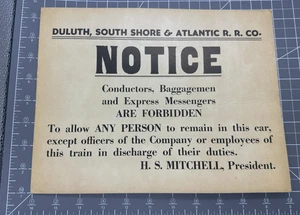 DULUTH, SOUTH SHORE & ATLANTIC R. R. CO.
NOTICE
Conductors, Baggagemen
and Express Messengers
ARE FORBIDDEN
To allow ANY PERSON to remain in this car,
except officers of the Company or employees of
this train in discharge of their duties.
H. S. MITCHELL, President.